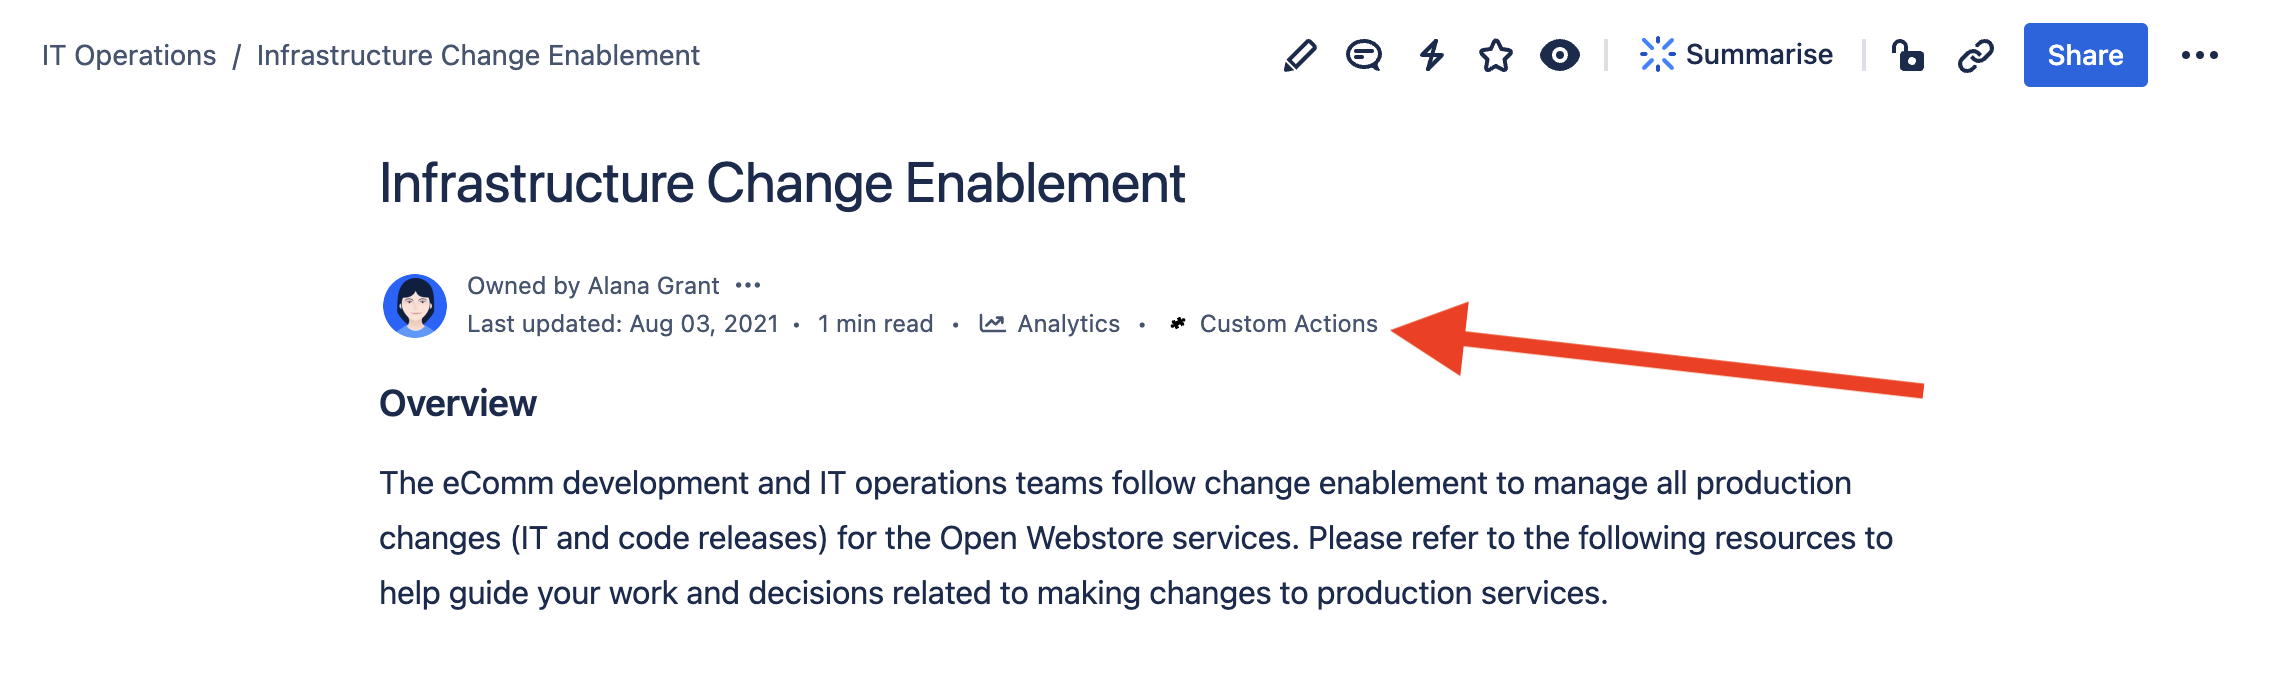 IT Operations / Infrastructure Change Enablement
Summarise
Share
Infrastructure Change Enablement
Owned by Alana Grant
Last updated: Aug 03, 2021 • 1 min read • Analytics • Custom Actions
Overview
The eComm development and IT operations teams follow change enablement to manage all production
changes (IT and code releases) for the Open Webstore services. Please refer to the following resources to
help guide your work and decisions related to making changes to production services.